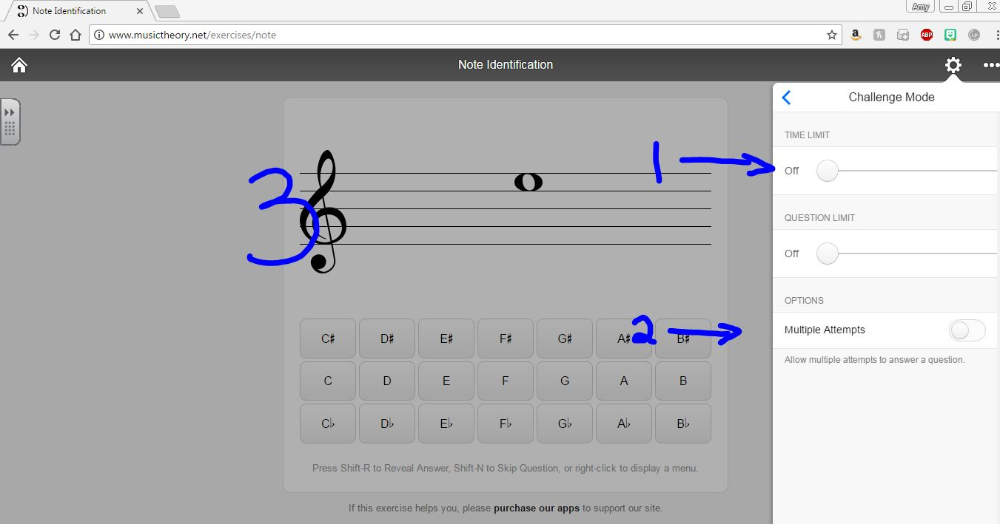 Note Identification
Amy
www.musictheory.net/exercises/note
ABP
LP
Note Identification
Challenge Mode
TIME LIMIT
1
Off
3
QUESTION LIMIT
Off
OPTIONS
2
Multiple Attempts
C♯ D♯ E♯ F♯ G♯ A♯ B♯
Allow multiple attempts to answer a question.
C D E F G A B
C♭ D♭ E♭ F♭ G♭ A♭ B♭
Press Shift-R to Reveal Answer, Shift-N to Skip Question, or right-click to display a menu.
If this exercise helps you, please purchase our apps to support our site.